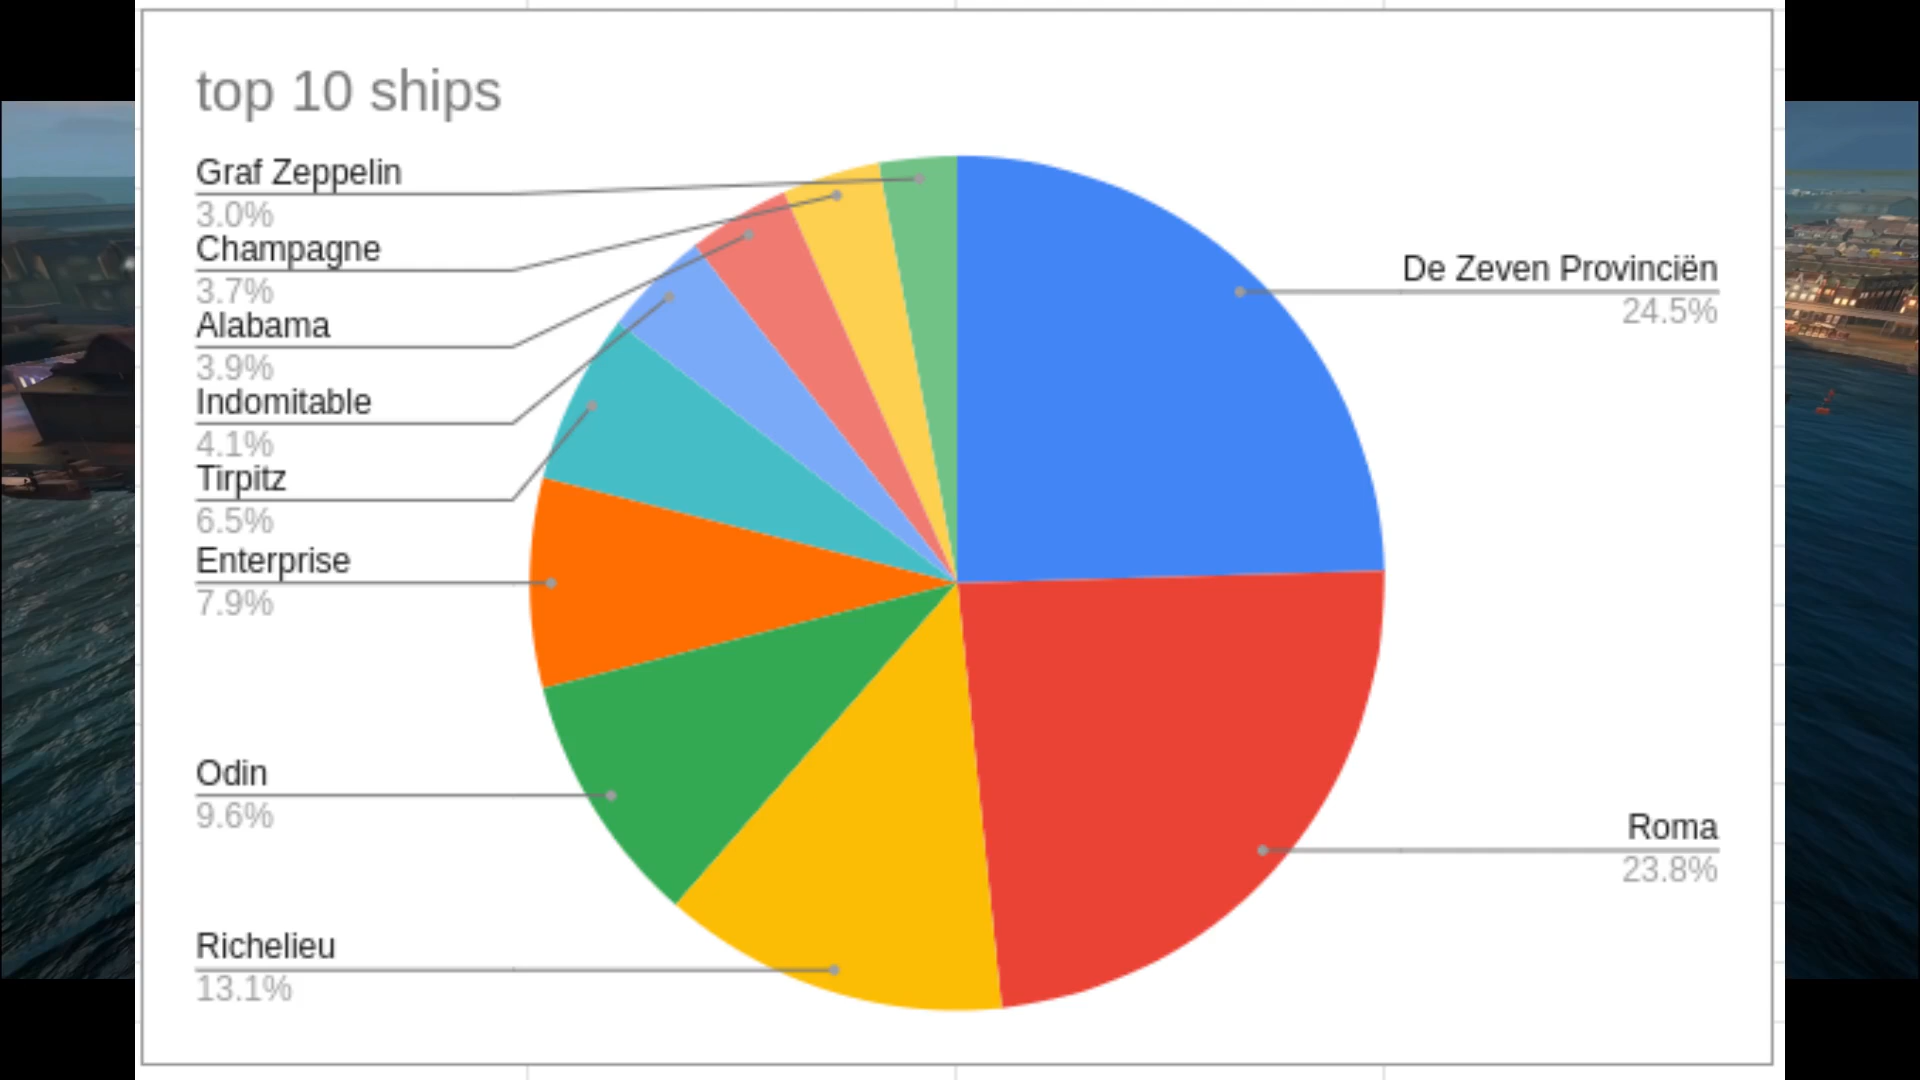 top 10 ships
Graf Zeppelin
3.0%
Champagne
3.7%
Alabama
3.9%
Indomitable
4.1%
Tirpitz
6.5%
Enterprise
7.9%
Odin
9.6%
Richelieu
13.1%
De Zeven Provinciën
24.5%
Roma
23.8%